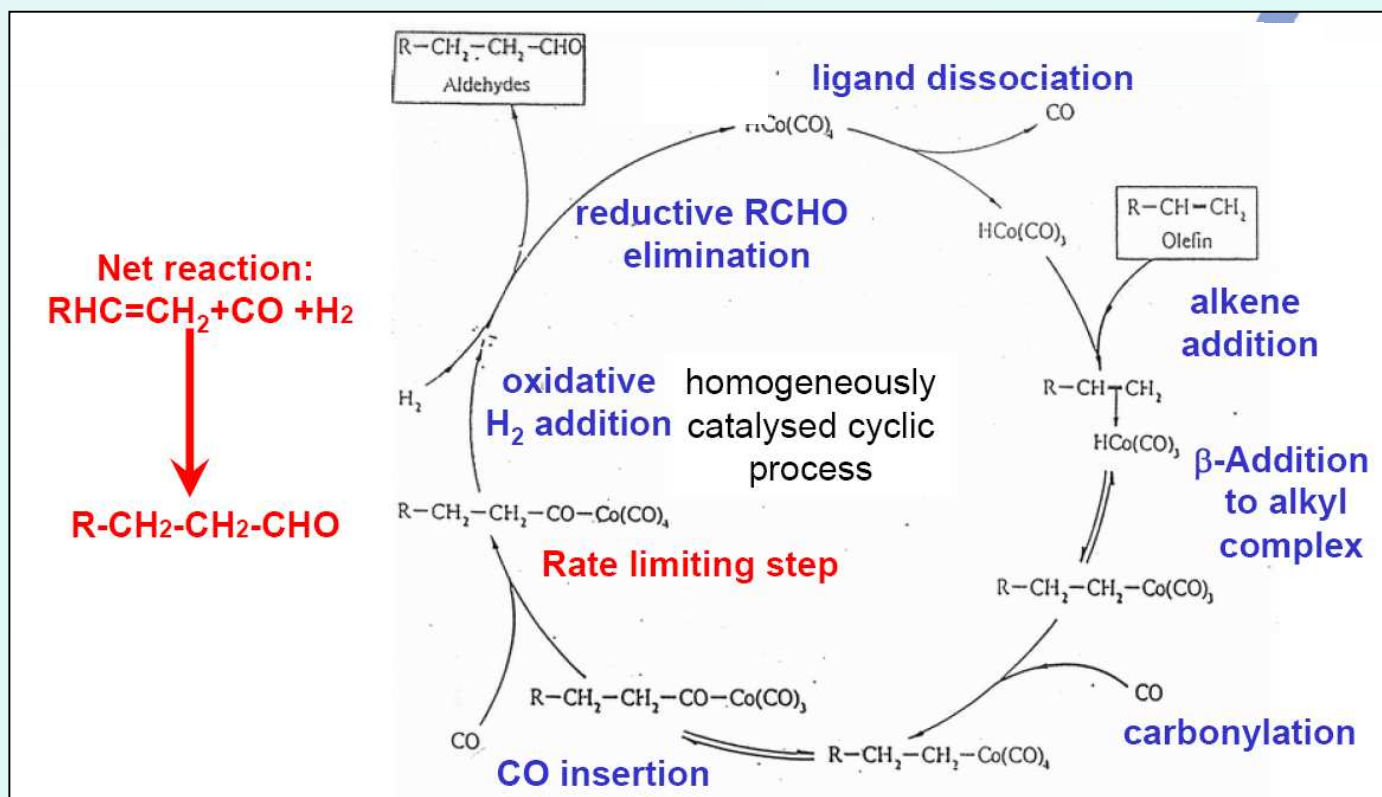 R–CH₂–CH₂–CHO
Aldehydes
ligand dissociation
HCo(CO)₄
CO
reductive RCHO
elimination
HCo(CO)₃
R–CH–CH₂
Olefin
Net reaction:
RHC=CH₂+CO +H₂
alkene
addition
H₂
oxidative
H₂ addition
homogeneously
catalysed cyclic
process
R–CH–CH₂
HCo(CO)₃
β-Addition
to alkyl
complex
R-CH₂-CH₂-CHO
R–CH₂–CH₂–CO–Co(CO)₄
Rate limiting step
R–CH₂–CH₂–Co(CO)₃
R–CH₂–CH₂–CO–Co(CO)₃
CO
carbonylation
CO
R–CH₂–CH₂–Co(CO)₄
CO insertion